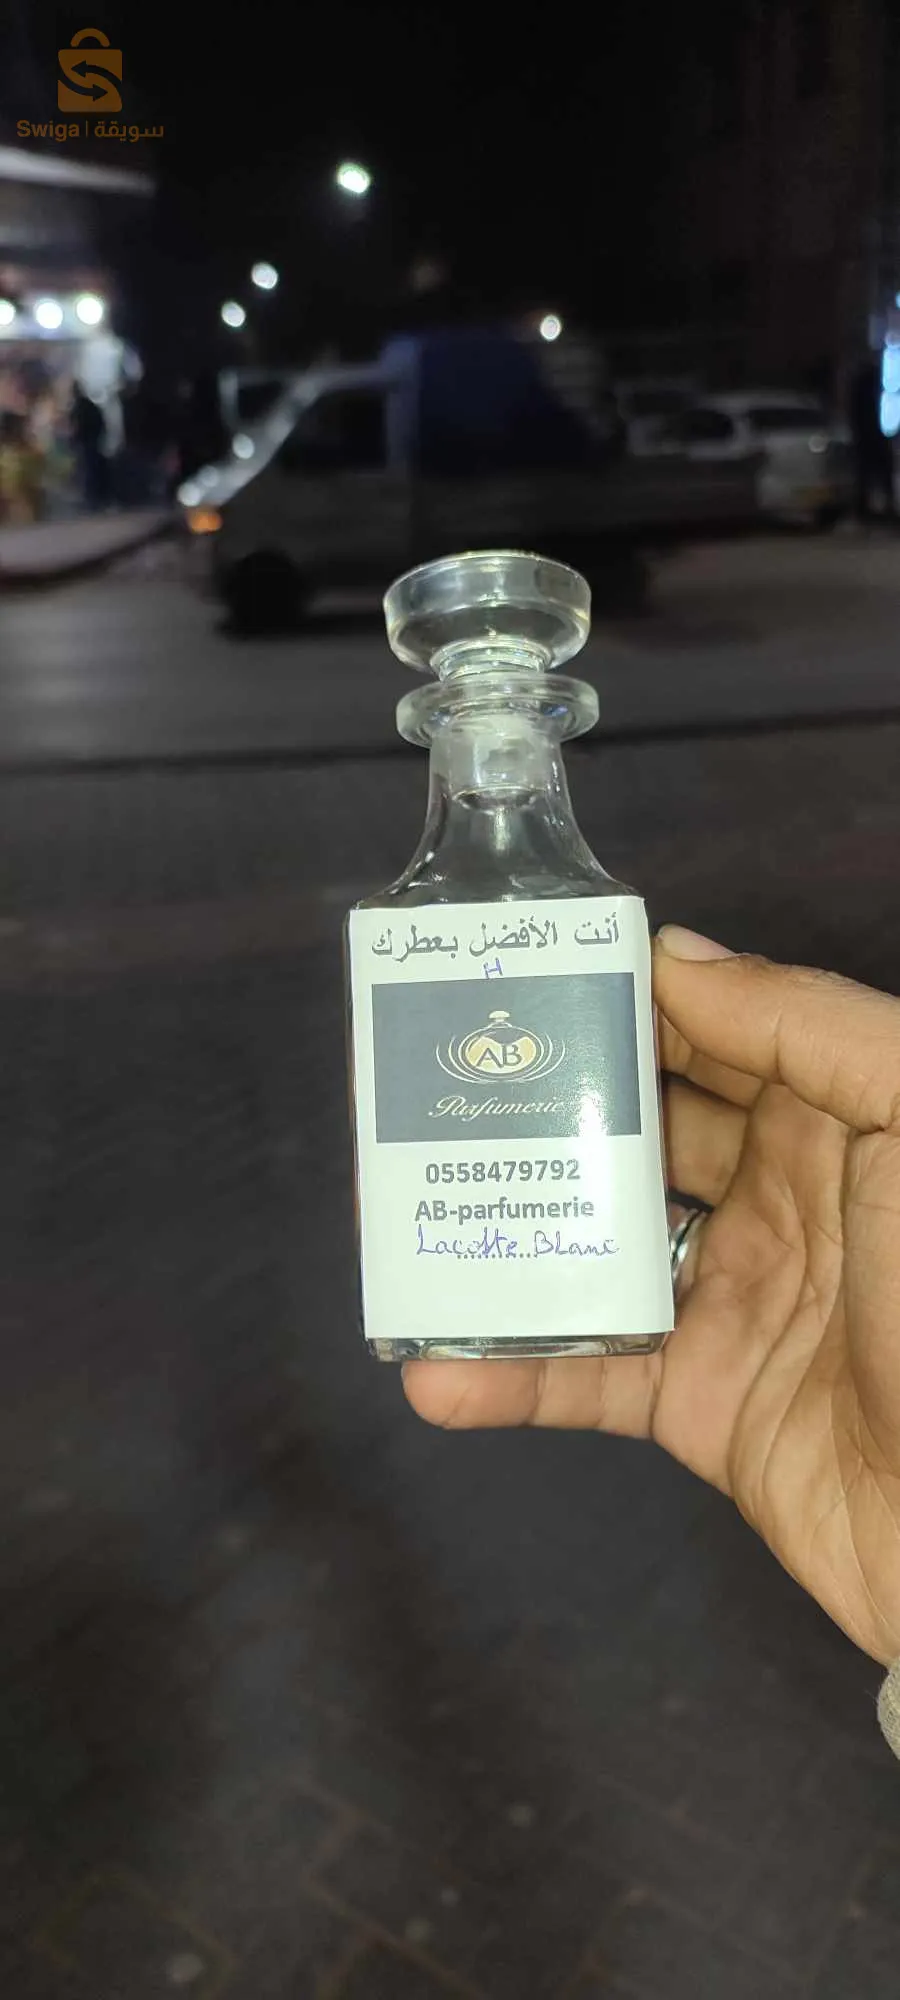 Swiga | سويقة
أنت الأفضل بعطرك
H
AB
Parfumerie
0558479792
AB-parfumerie
Lacoste Blanc